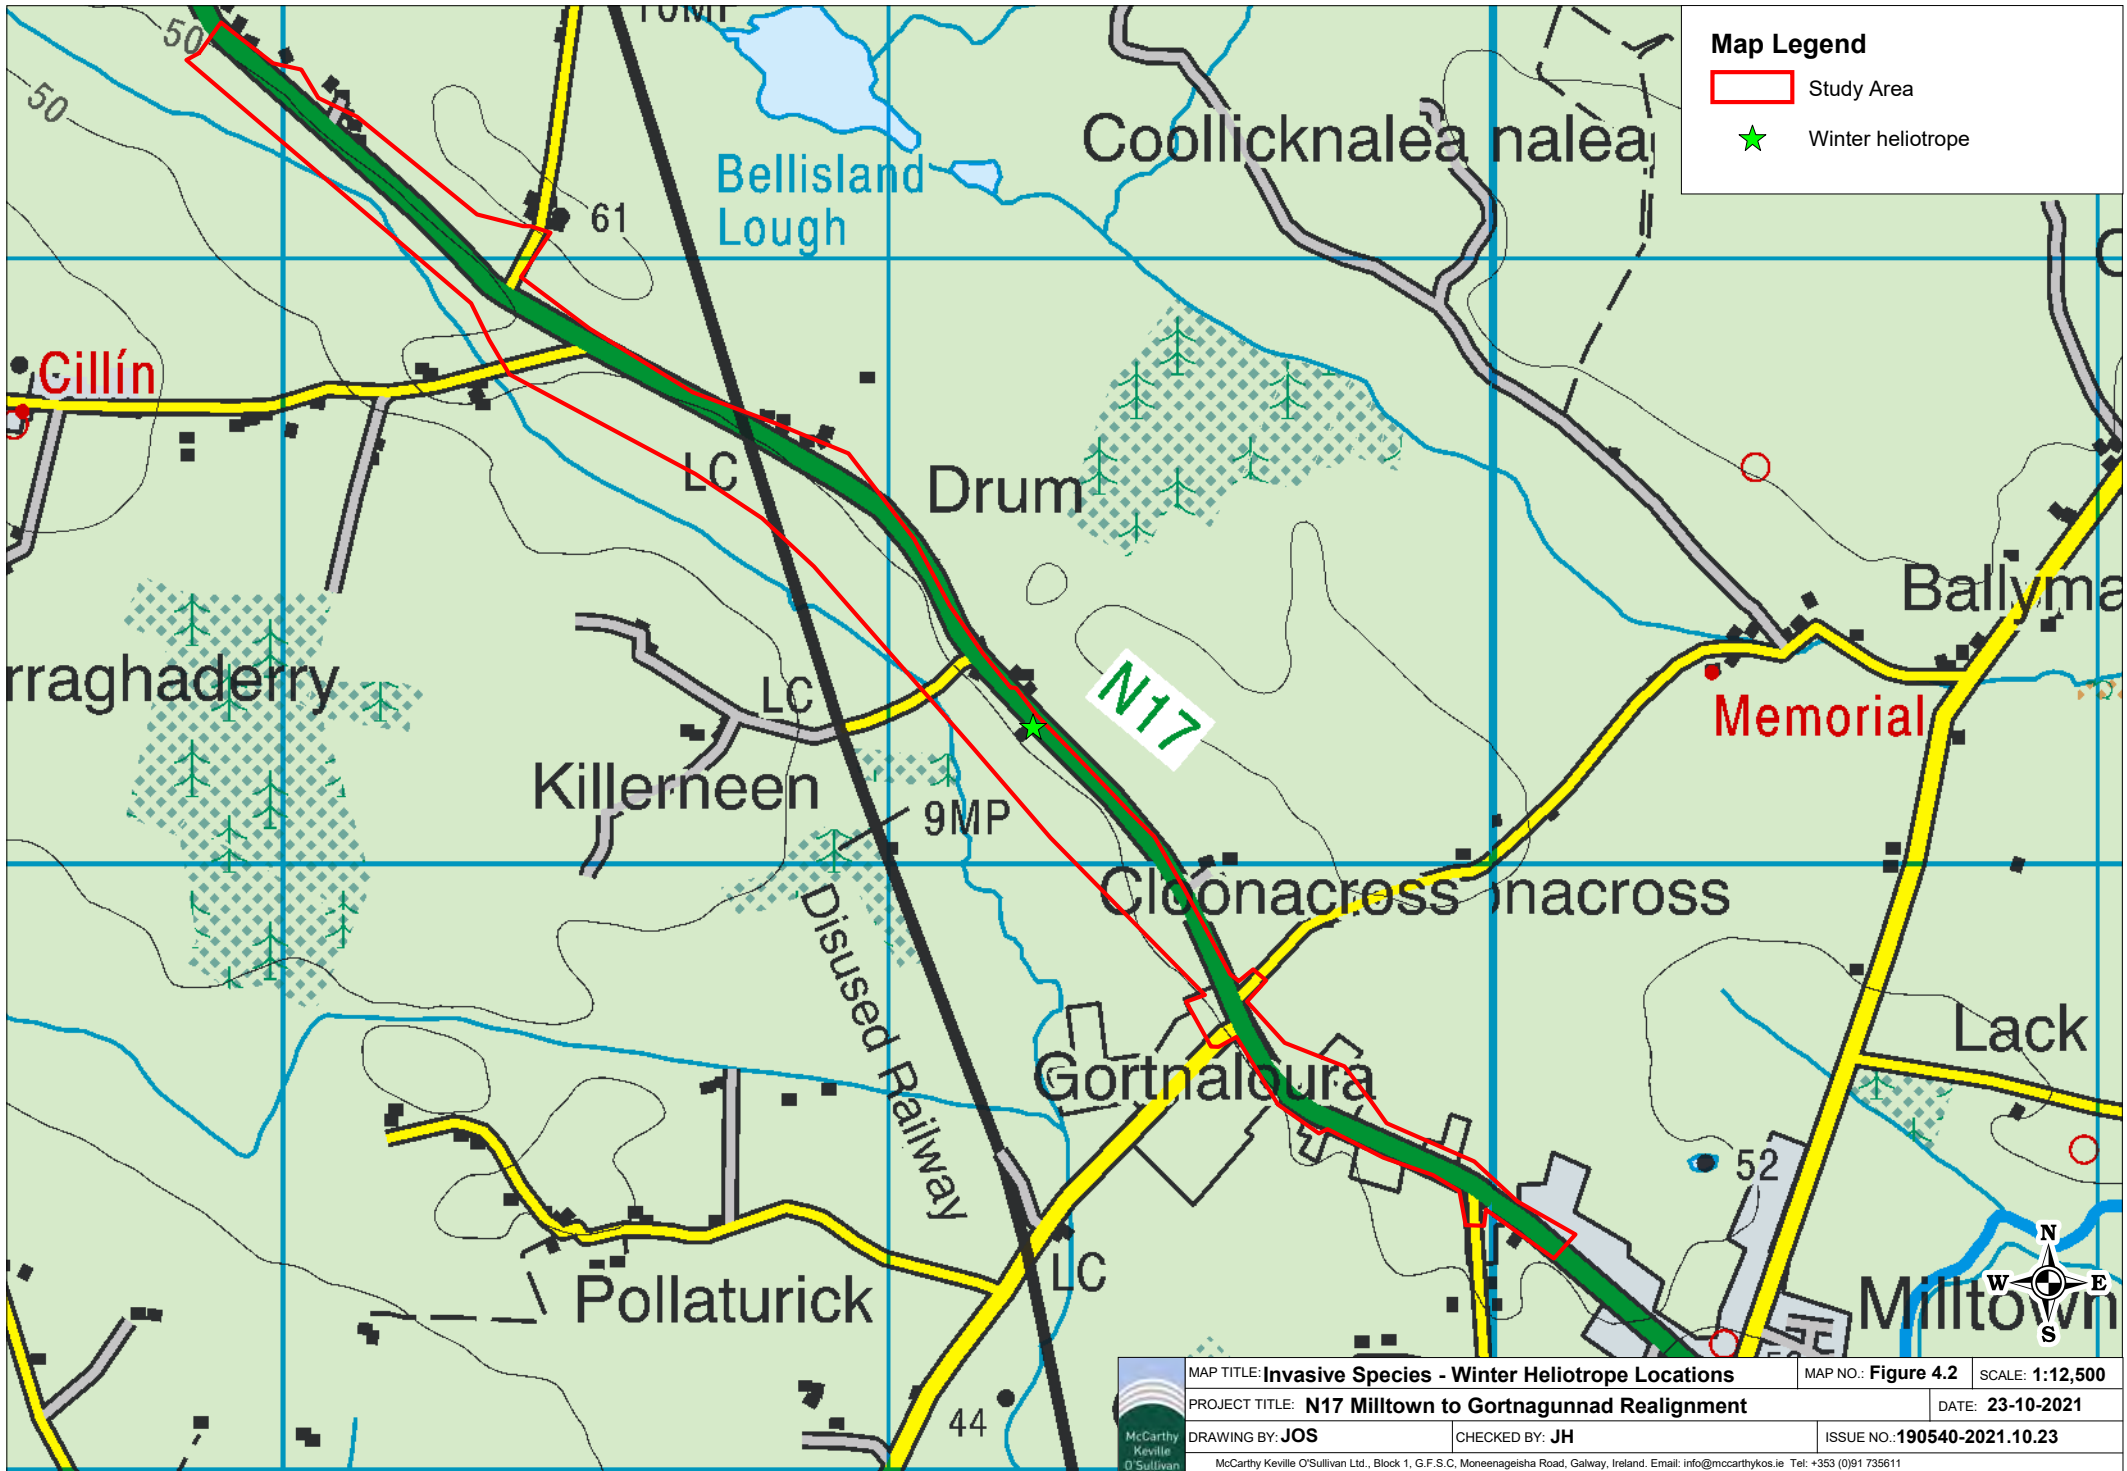 10MP
50
50
Map Legend
Study Area
Winter heliotrope
Coollicknalea nalea
Bellisland
Lough
61
Cillín
LC
Drum
Ballyma
rraghaderry
LC
N17
Memorial
Killerneen
9MP
Cloonacross onacross
Disused Railway
Lack
Gortnaloura
52
LC
Pollaturick
Milltown
N
W E
S
44
MAP TITLE: Invasive Species - Winter Heliotrope Locations
MAP NO.: Figure 4.2
SCALE: 1:12,500
PROJECT TITLE: N17 Milltown to Gortnagunnad Realignment
DATE: 23-10-2021
DRAWING BY: JOS
CHECKED BY: JH
ISSUE NO.: 190540-2021.10.23
McCarthy
Keville
O'Sullivan
McCarthy Keville O'Sullivan Ltd., Block 1, G.F.S.C, Moneenageisha Road, Galway, Ireland. Email: info@mccarthykos.ie Tel: +353 (0)91 735611